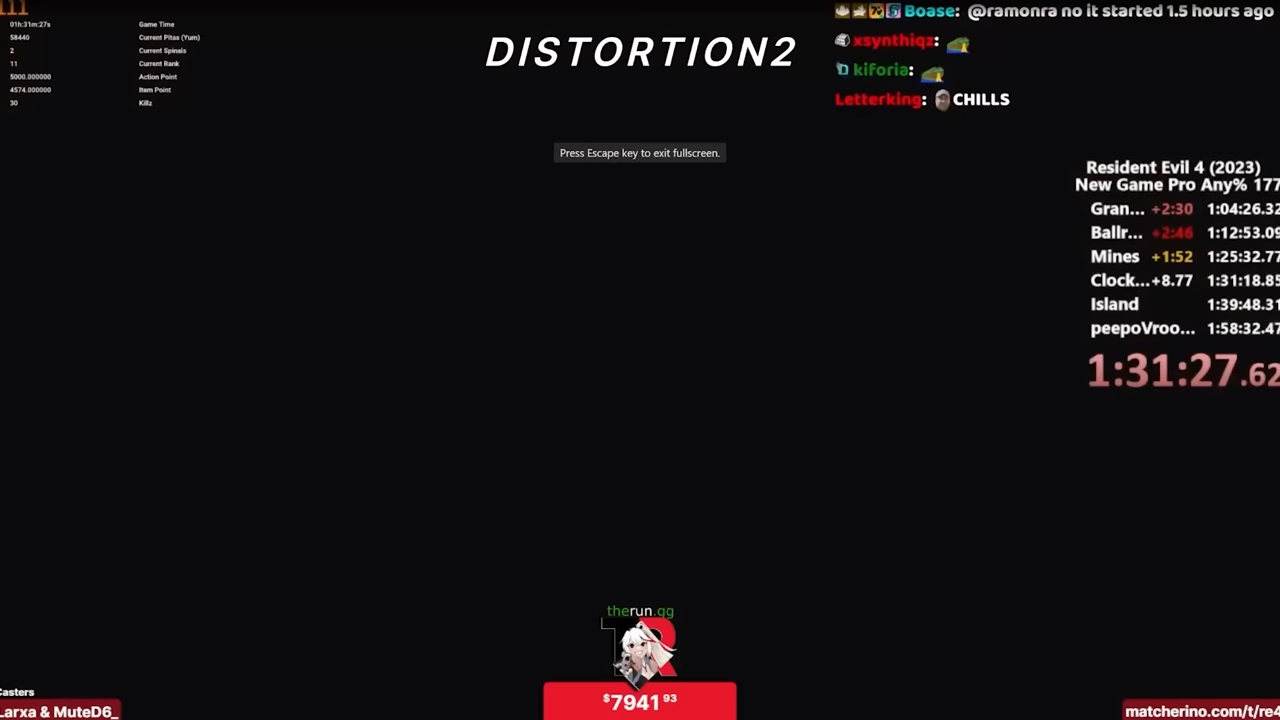 01h:31m:27s Game Time
58440 Current Pitas (Yum)
2 Current Spinals
11 Current Rank
5000.000000 Action Point
4574.000000 Item Point
30 Killz
DISTORTION2
Boase: @ramonra no it started 1.5 hours ago
xsynthiqz:
kiforia:
Letterking: CHILLS
Press Escape key to exit fullscreen.
Resident Evil 4 (2023)
New Game Pro Any% 177
Gran... +2:30 1:04:26.32
Ballr... +2:46 1:12:53.09
Mines +1:52 1:25:32.77
Clock... +8.77 1:31:18.85
Island 1:39:48.31
peepoVroo... 1:58:32.47
1:31:27.62
therun.gg
$7941 93
Casters
Larxa & MuteD6_
matcherino.com/t/re4